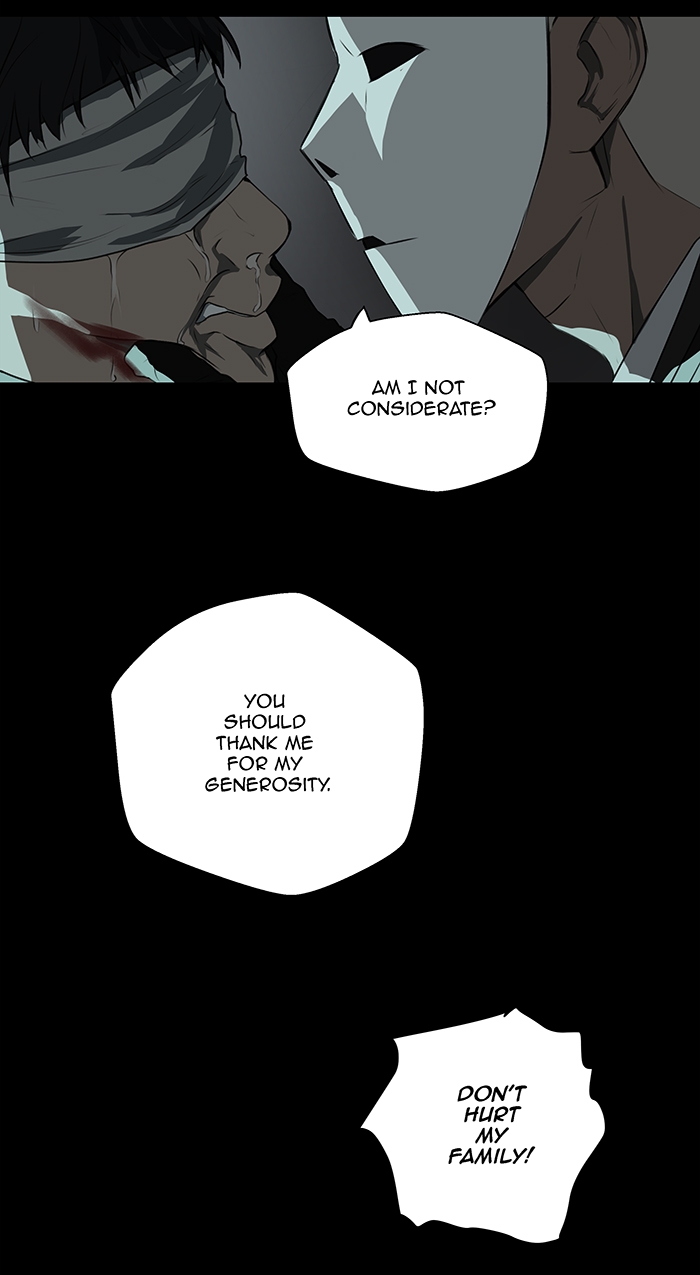 AM I NOT
CONSIDERATE?
YOU
SHOULD
THANK ME
FOR MY
GENEROSITY.
DON'T
HURT
MY
FAMILY!